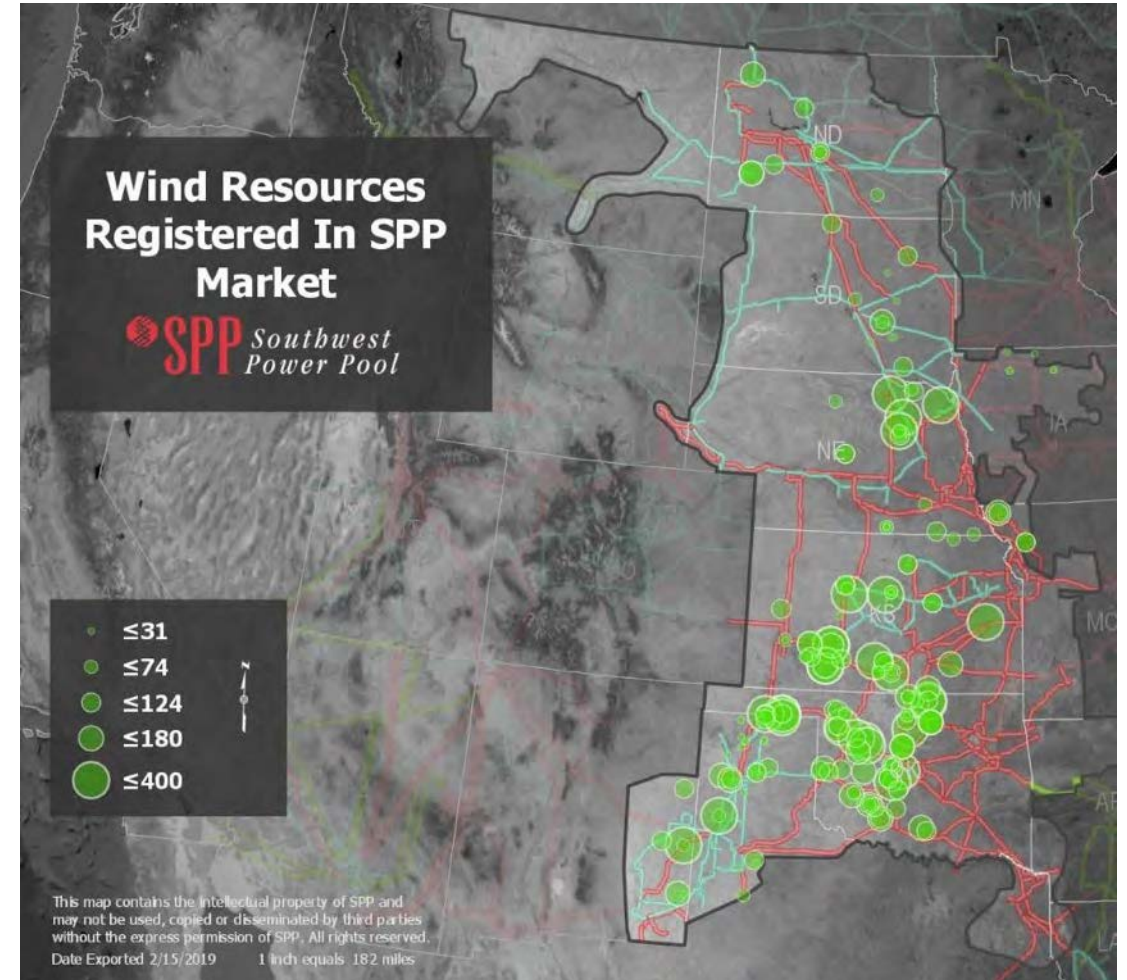 Wind Resources
Registered In SPP
Market
SPP Southwest
Power Pool
ND
MN
SD
IA
NE
KS
MO
AR
LA
≤31
≤74
≤124
≤180
≤400
N
This map contains the intellectual property of SPP and
may not be used, copied or disseminated by third parties
without the express permission of SPP. All rights reserved.
Date Exported 2/15/2019 1 inch equals 182 miles